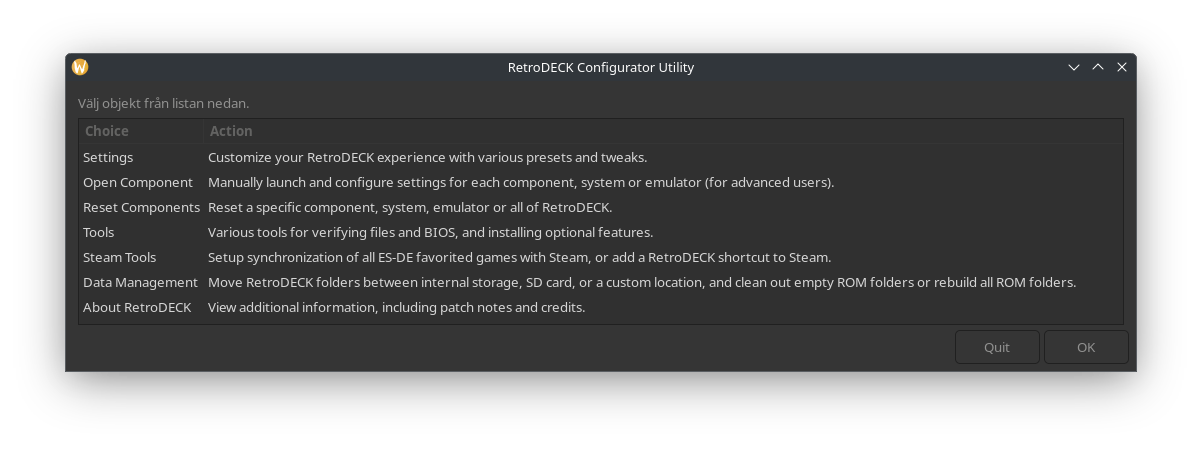 RetroDECK Configurator Utility
Välj objekt från listan nedan.
Choice Action
Settings Customize your RetroDECK experience with various presets and tweaks.
Open Component Manually launch and configure settings for each component, system or emulator (for advanced users).
Reset Components Reset a specific component, system, emulator or all of RetroDECK.
Tools Various tools for verifying files and BIOS, and installing optional features.
Steam Tools Setup synchronization of all ES-DE favorited games with Steam, or add a RetroDECK shortcut to Steam.
Data Management Move RetroDECK folders between internal storage, SD card, or a custom location, and clean out empty ROM folders or rebuild all ROM folders.
About RetroDECK View additional information, including patch notes and credits.
Quit OK